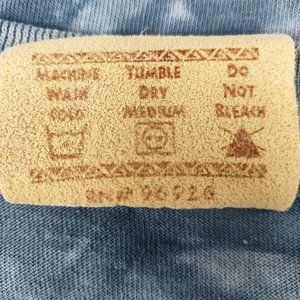 MACHINE TUMBLE DO
WASH DRY NOT
COLD MEDIUM BLEACH
RN# 96926